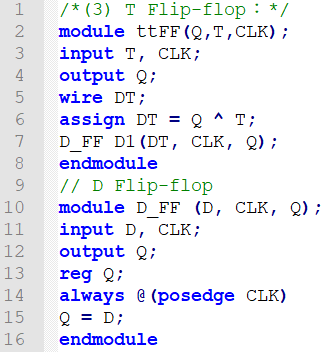 1 /*(3) T Flip-flop：*/
2 module ttFF(Q,T,CLK);
3 input T, CLK;
4 output Q;
5 wire DT;
6 assign DT = Q ^ T;
7 D_FF D1(DT, CLK, Q);
8 endmodule
9 // D Flip-flop
10 module D_FF (D, CLK, Q);
11 input D, CLK;
12 output Q;
13 reg Q;
14 always @(posedge CLK)
15 Q = D;
16 endmodule